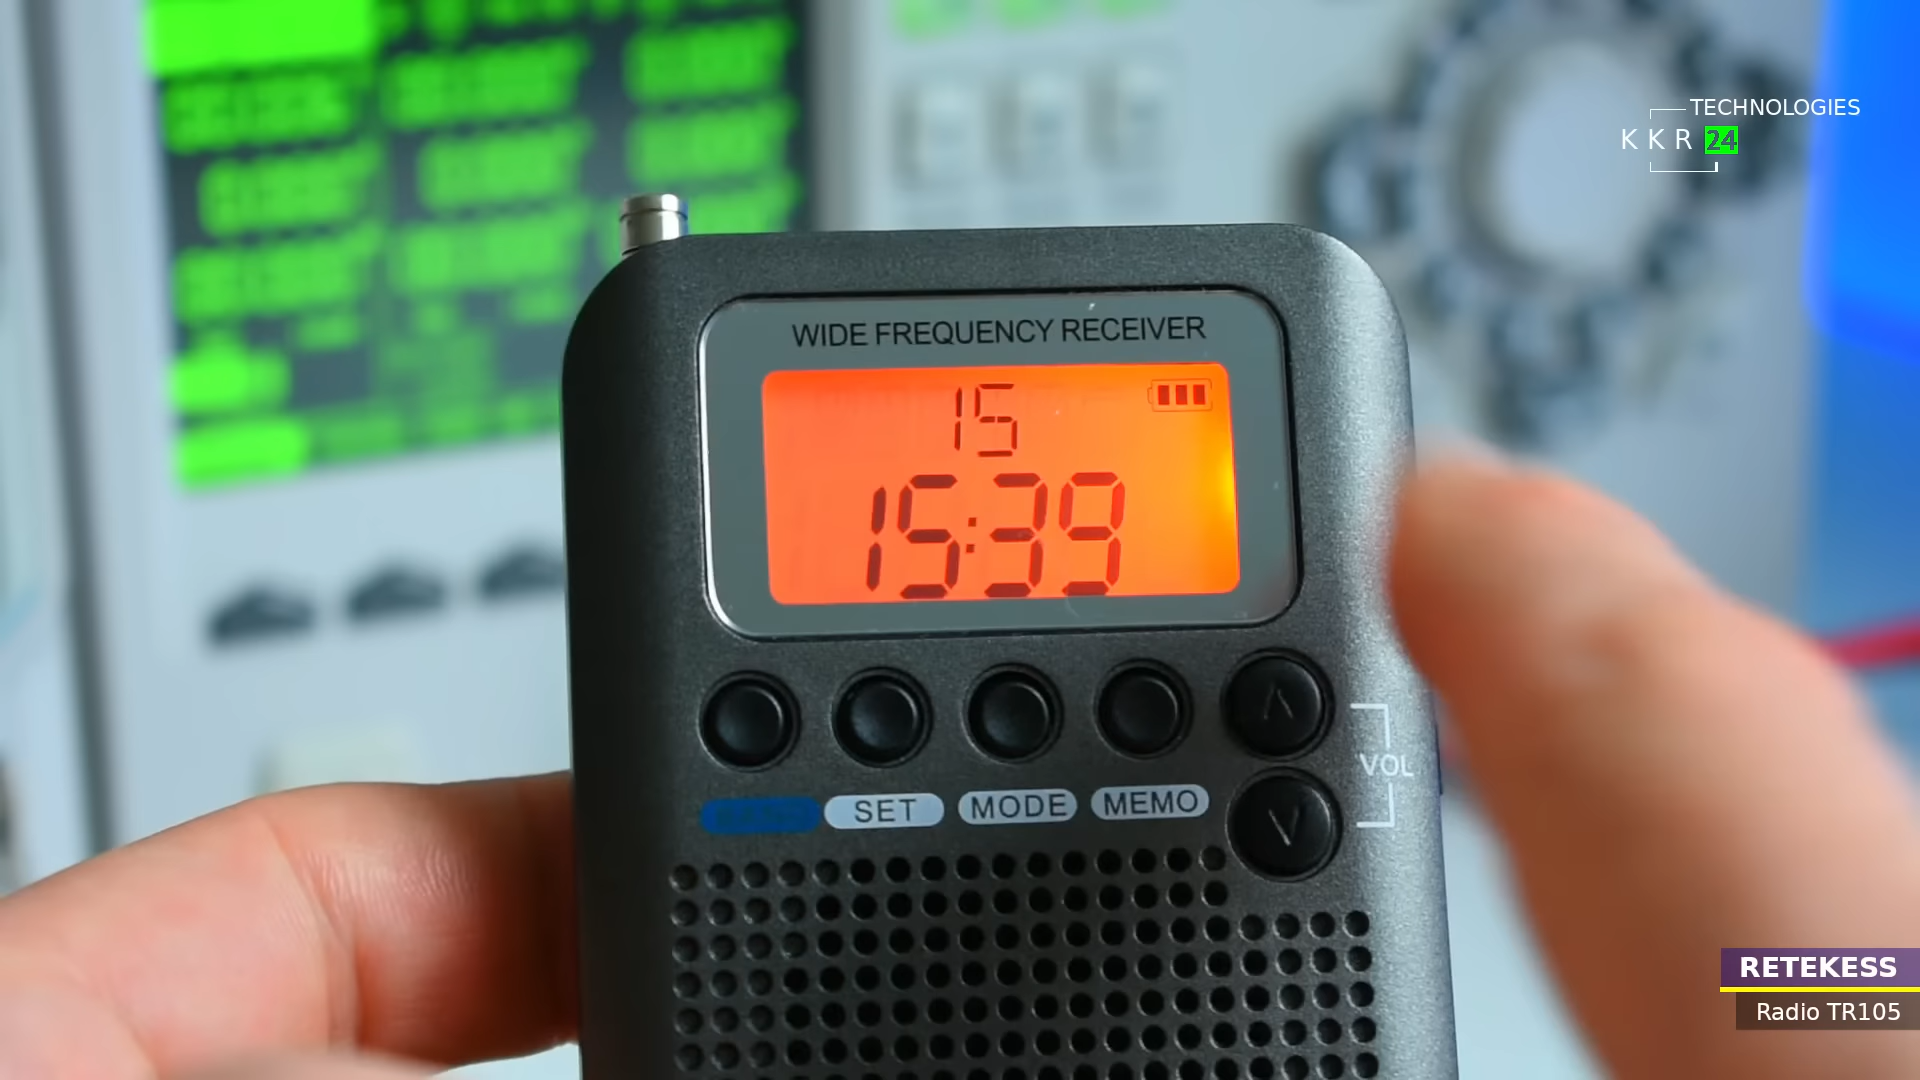 TECHNOLOGIES
KKR 24
WIDE FREQUENCY RECEIVER
15
15:39
SET
MODE
MEMO
VOL
RETEKESS
Radio TR105